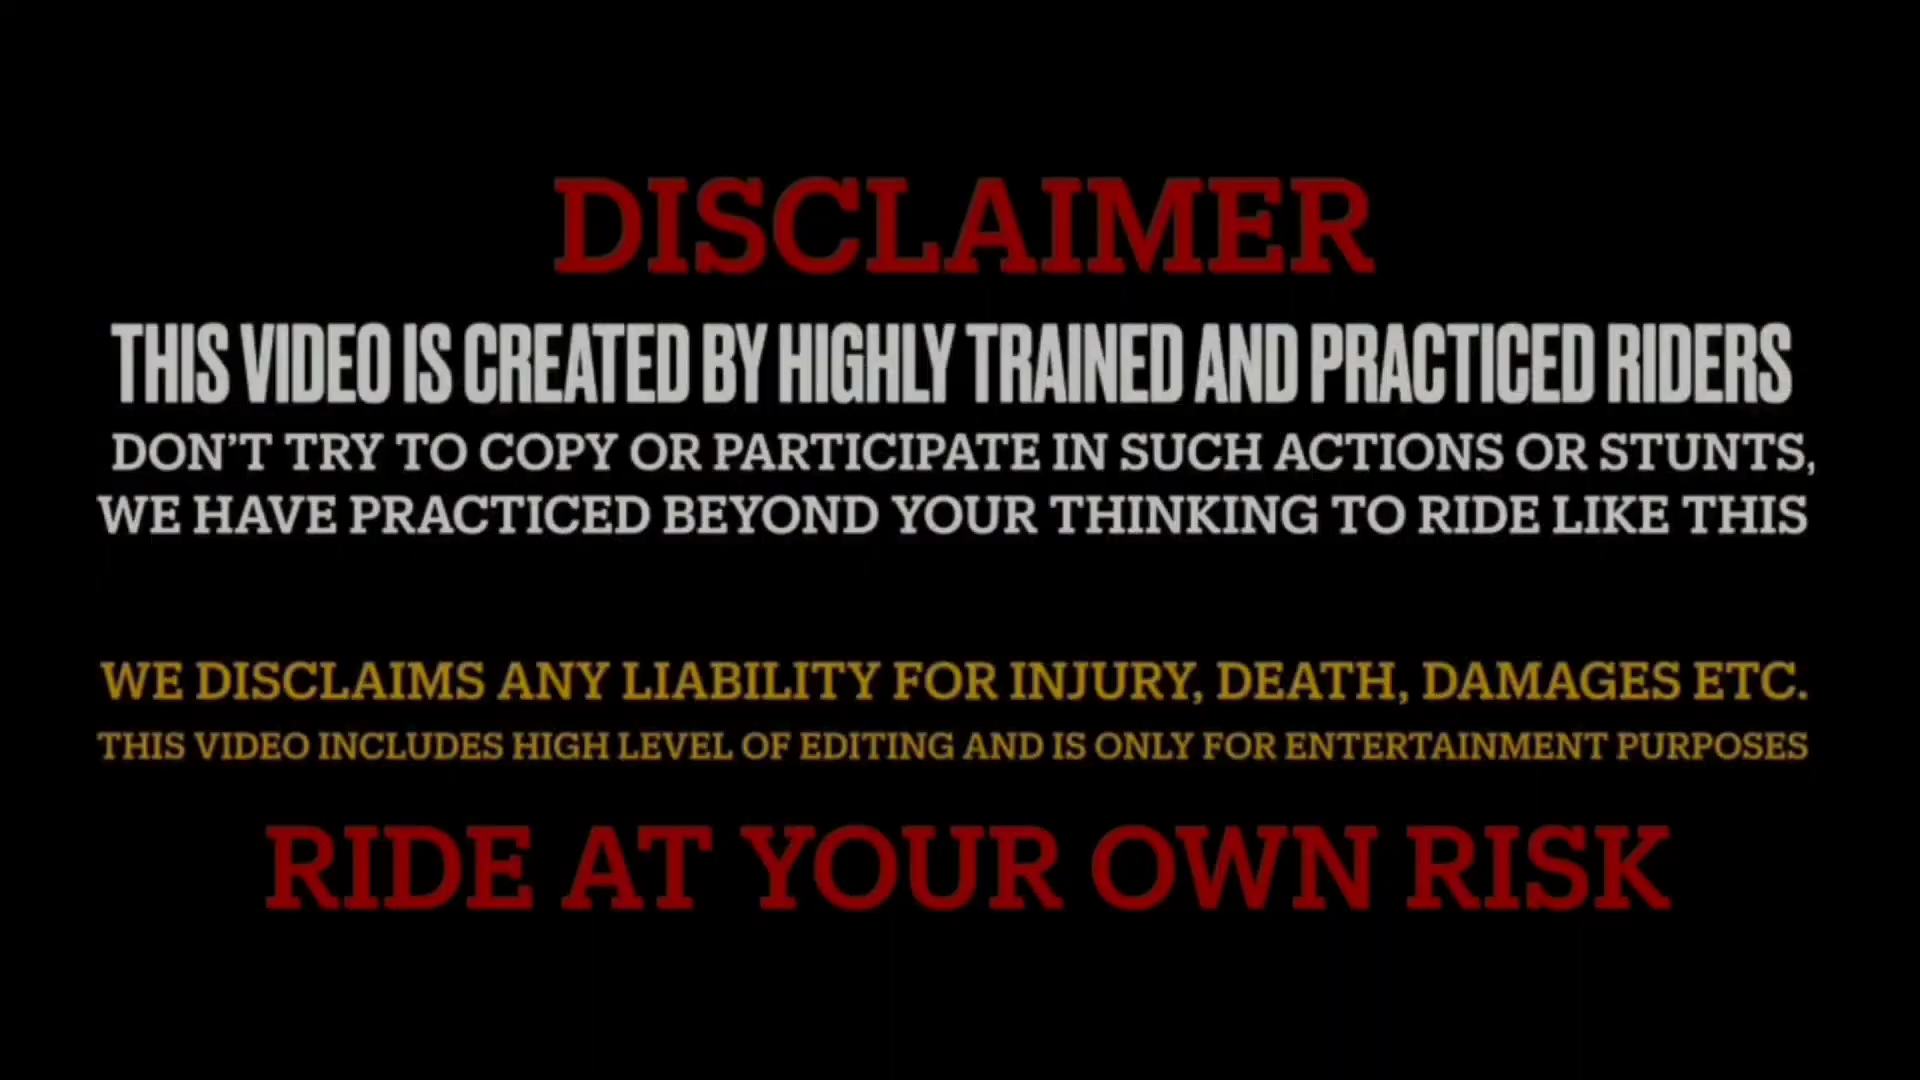 DISCLAIMER
THIS VIDEO IS CREATED BY HIGHLY TRAINED AND PRACTICED RIDERS
DON'T TRY TO COPY OR PARTICIPATE IN SUCH ACTIONS OR STUNTS,
WE HAVE PRACTICED BEYOND YOUR THINKING TO RIDE LIKE THIS
WE DISCLAIMS ANY LIABILITY FOR INJURY, DEATH, DAMAGES ETC.
THIS VIDEO INCLUDES HIGH LEVEL OF EDITING AND IS ONLY FOR ENTERTAINMENT PURPOSES
RIDE AT YOUR OWN RISK